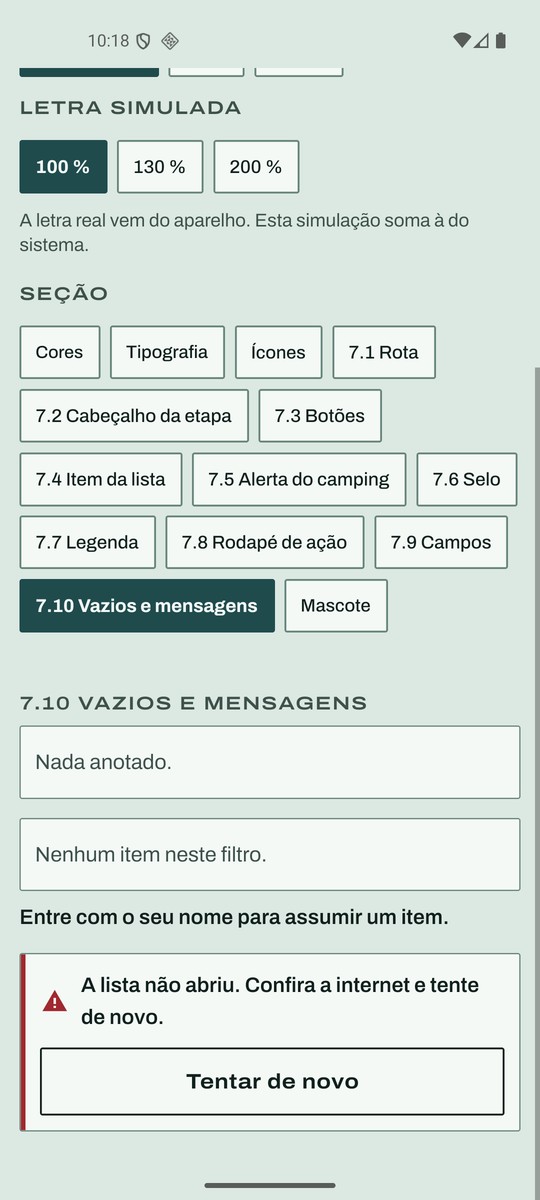 10:18
LETRA SIMULADA
100 %
130 %
200 %
A letra real vem do aparelho. Esta simulação soma à do
sistema.
SEÇÃO
Cores
Tipografia
Ícones
7.1 Rota
7.2 Cabeçalho da etapa
7.3 Botões
7.4 Item da lista
7.5 Alerta do camping
7.6 Selo
7.7 Legenda
7.8 Rodapé de ação
7.9 Campos
7.10 Vazios e mensagens
Mascote
7.10 VAZIOS E MENSAGENS
Nada anotado.
Nenhum item neste filtro.
Entre com o seu nome para assumir um item.
A lista não abriu. Confira a internet e tente
de novo.
Tentar de novo